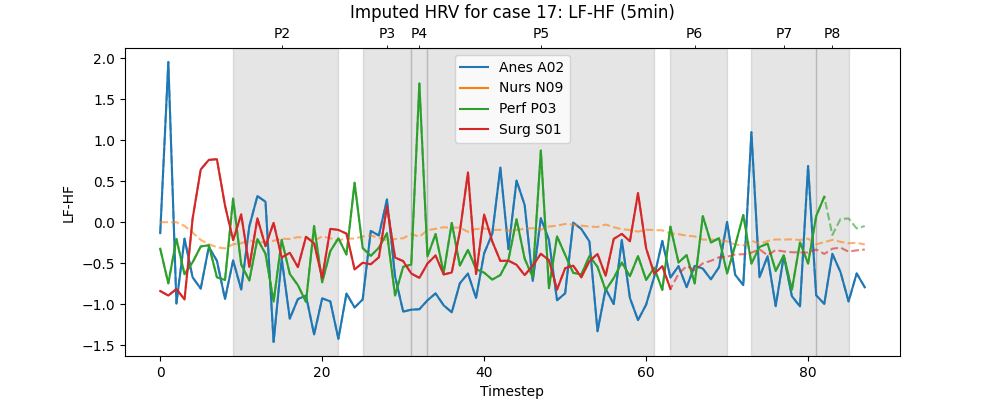 Imputed HRV for case 17: LF-HF (5min)
P2 P3 P4 P5 P6 P7 P8
2.0
1.5
1.0
0.5
0.0
−0.5
−1.0
−1.5
LF-HF
Anes A02
Nurs N09
Perf P03
Surg S01
0 20 40 60 80
Timestep